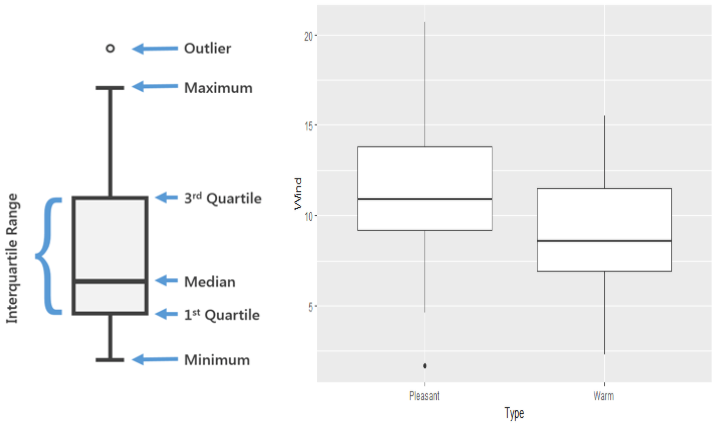 Outlier
Maximum
3rd Quartile
Interquartile Range
Median
1st Quartile
Minimum
20
15
10
5
Wind
Pleasant
Warm
Type